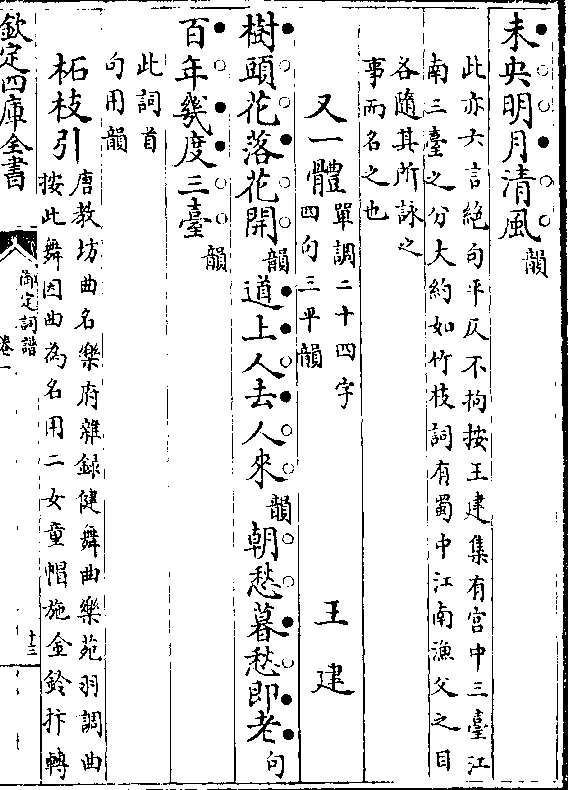 未央明月清風韻
此亦六言絶句平仄不拘按王建集有宫中三臺江
南三臺之分大約如竹枝詞有蜀中江南漁父之目
各隨其所詠之
事而名之也
又一體單調二十四字
四句三平韻
王建
樹頭花落花開韻道上人去人來韻朝愁暮愁即老句
百年幾度三臺韻
此詞首
句用韻
柘枝引唐教坊曲名樂府雜録健舞曲樂苑羽調曲
按此舞因曲為名用二女童帽施金鈴抃轉
欽定四庫全書
御定詞譜
卷一
十三